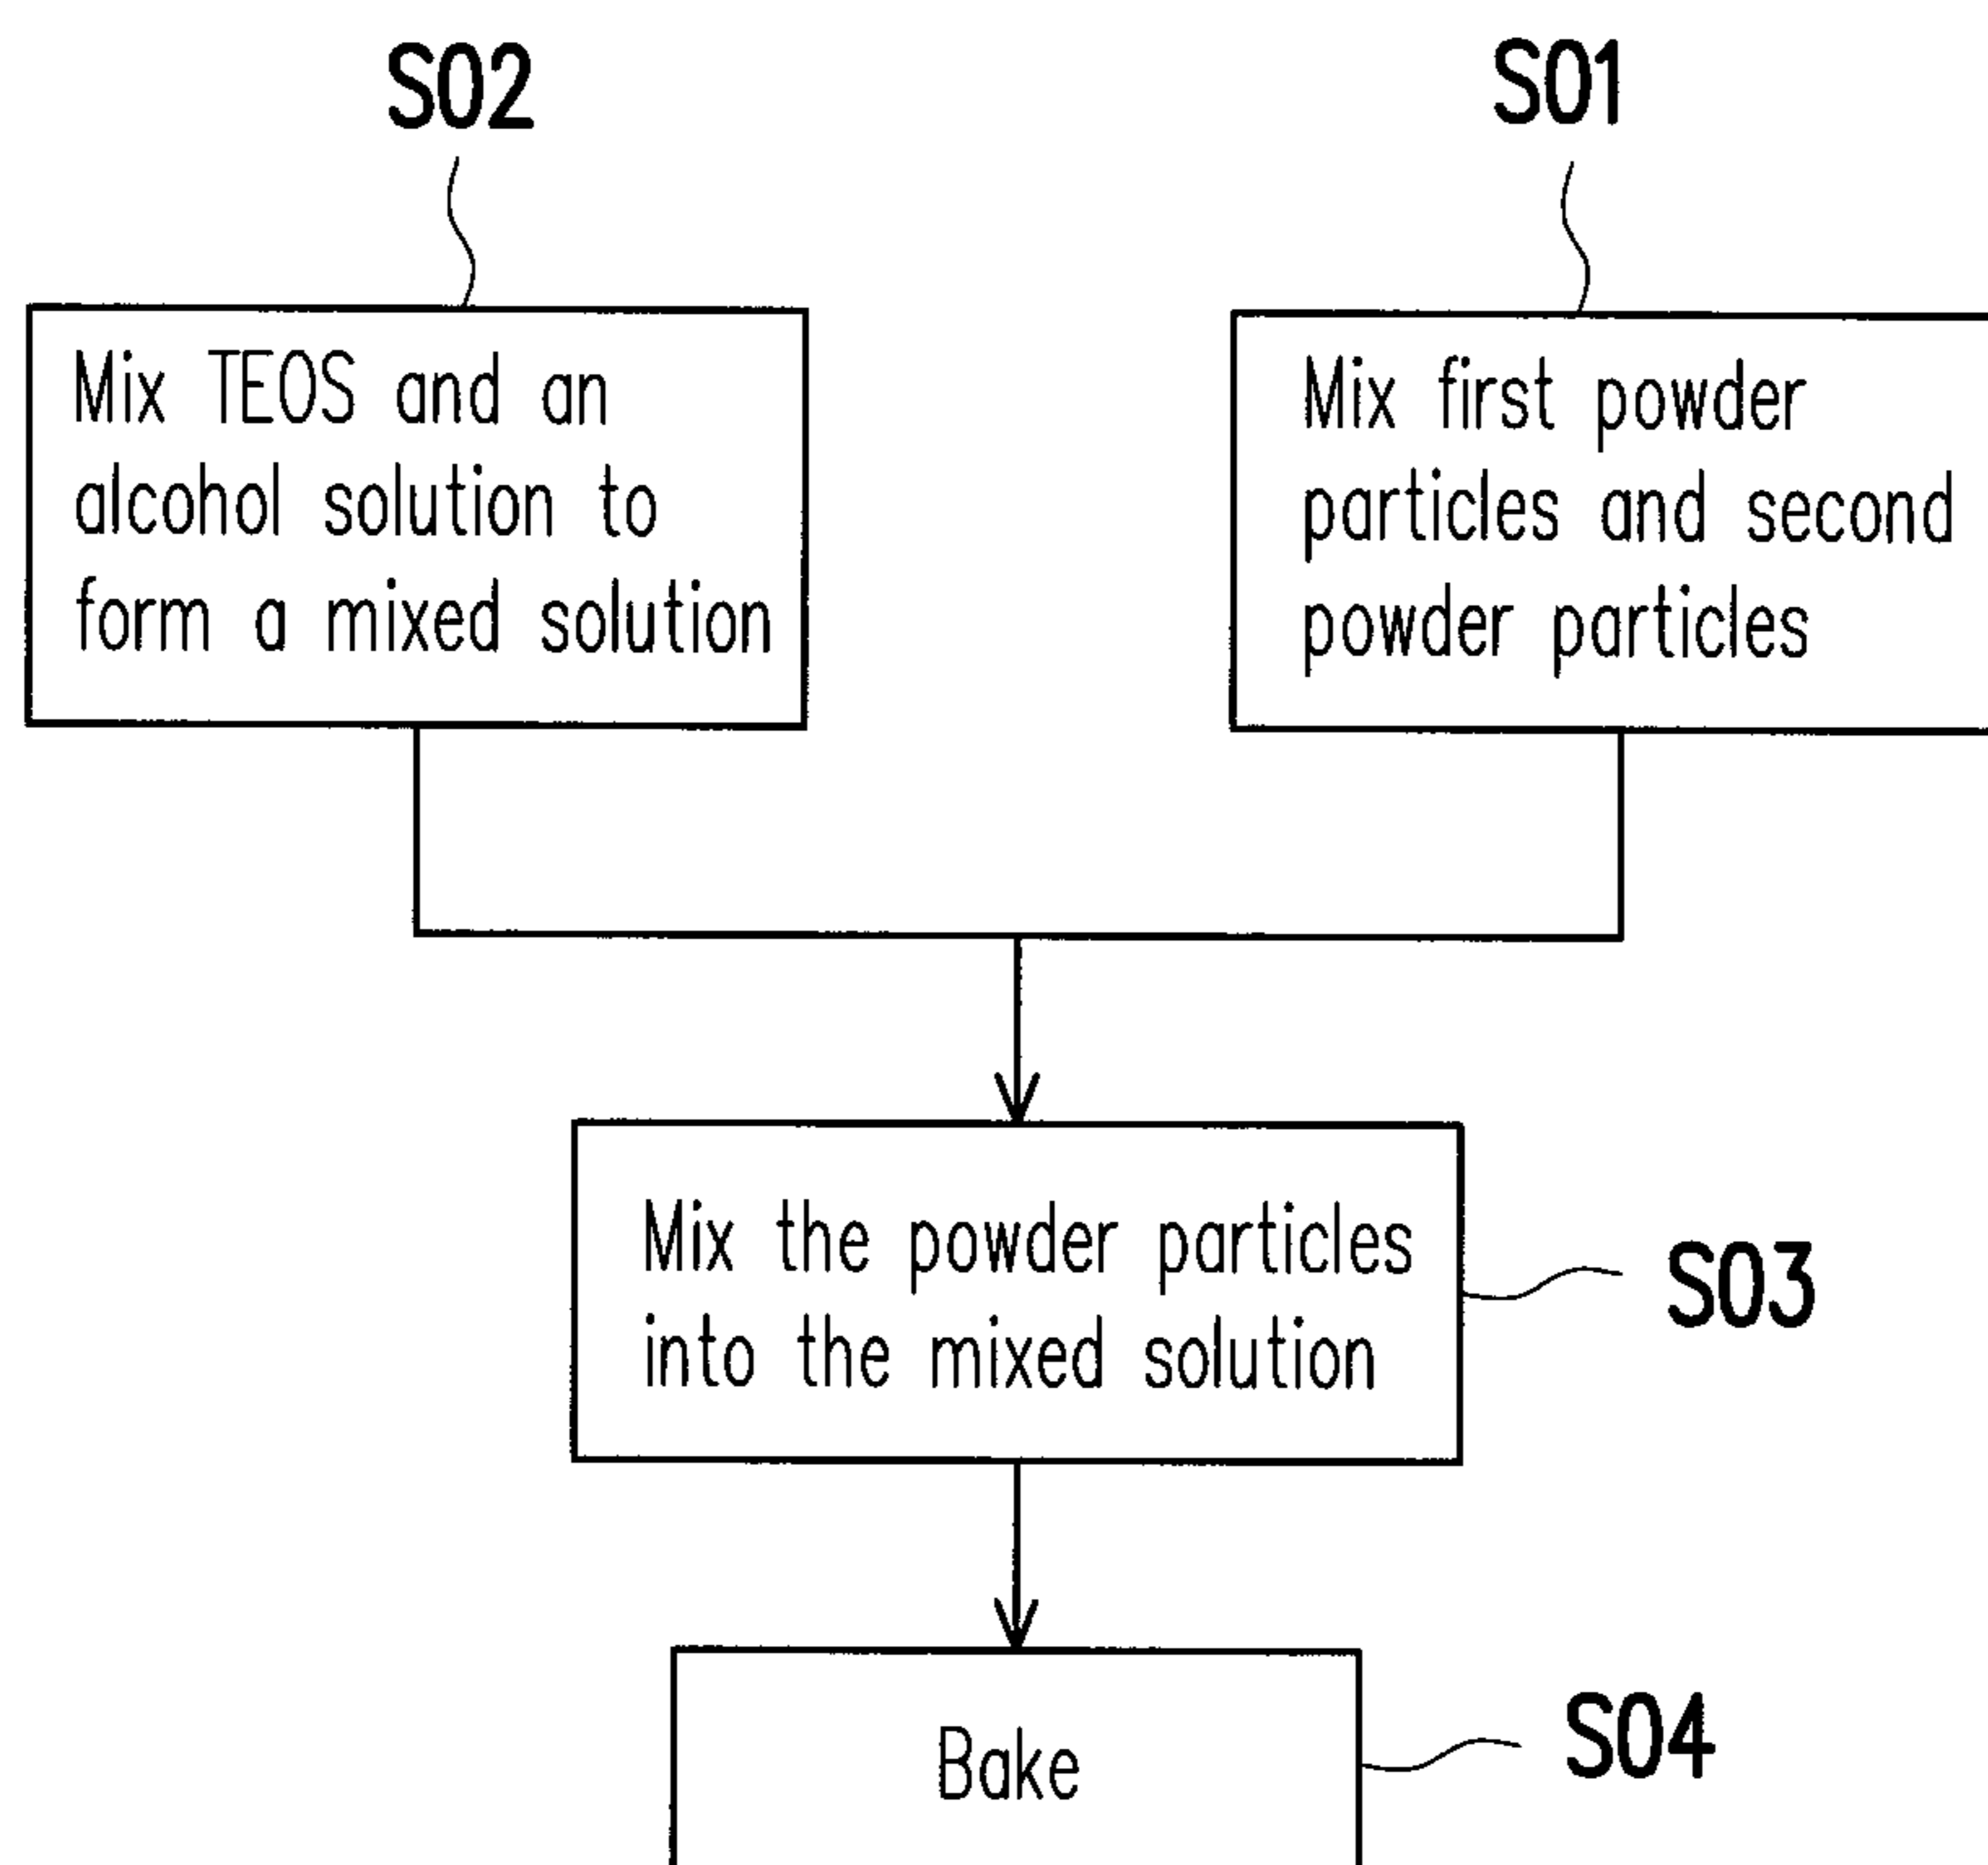 S02
S01
Mix TEOS and an
alcohol solution to
form a mixed solution
Mix first powder
particles and second
powder particles
Mix the powder particles
into the mixed solution
S03
Bake
S04